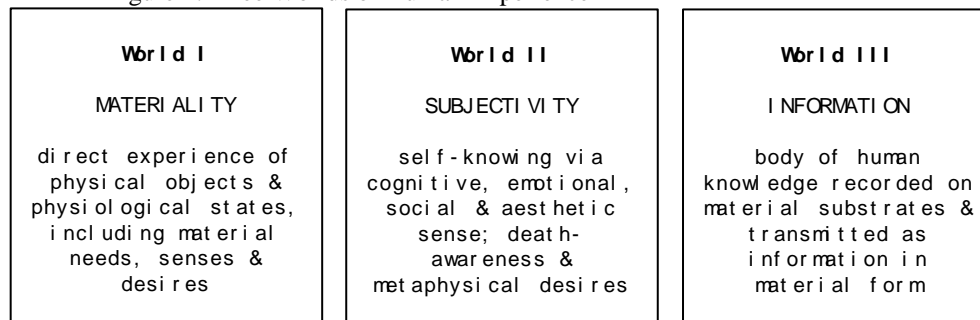 World I
MATERIALITY
direct experience of
physical objects &
physiological states,
including material
needs, senses &
desires
World II
SUBJECTIVITY
self-knowing via
cognitive, emotional,
social & aesthetic
sense; death-
awareness &
metaphysical desires
World III
INFORMATION
body of human
knowledge recorded on
material substrates &
transmitted as
information in
material form